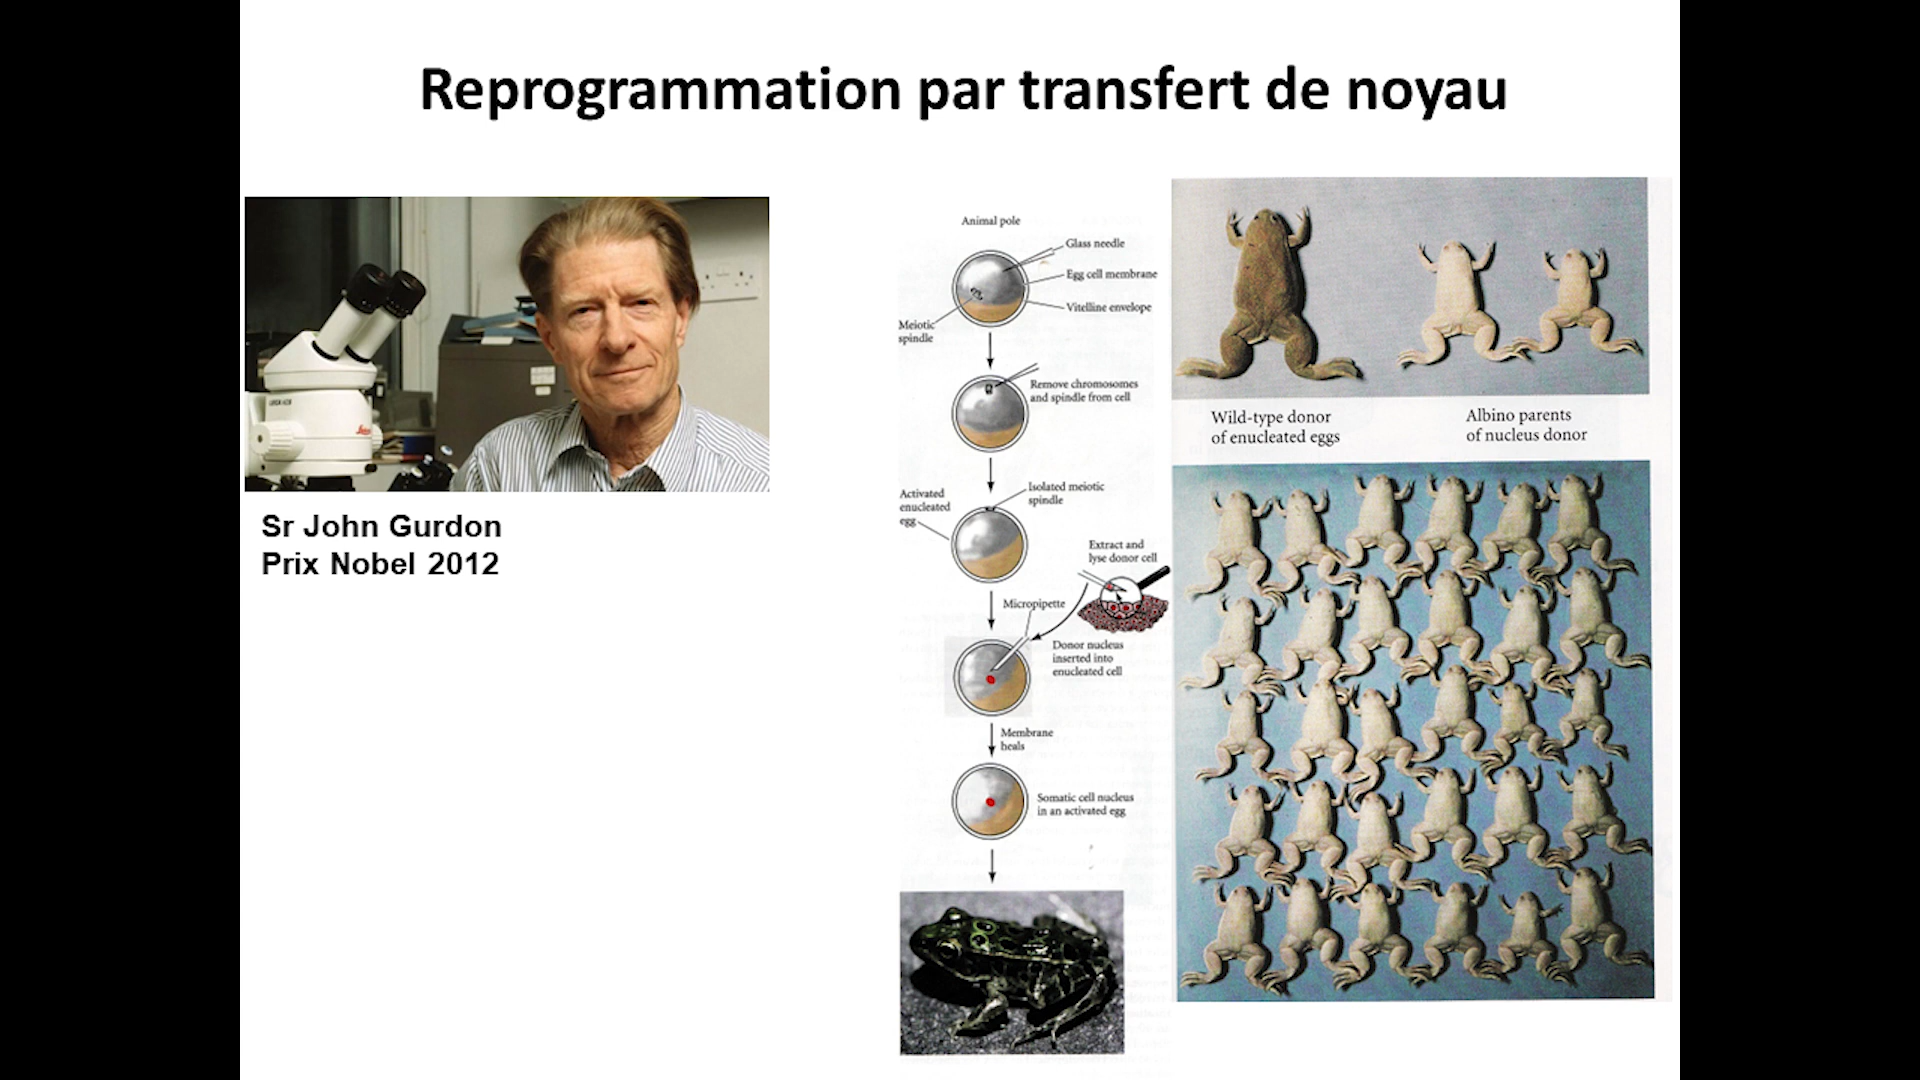 Reprogrammation par transfert de noyau
Sr John Gurdon
Prix Nobel 2012
Animal pole
Glass needle
Egg cell membrane
Vitelline envelope
Meiotic
spindle
Remove chromosomes
and spindle from cell
Activated
enucleated
egg
Isolated meiotic
spindle
Extract and
lyse donor cell
Micropipette
Donor nucleus
inserted into
enucleated cell
Membrane
heals
Somatic cell nucleus
in an activated egg
Wild-type donor
of enucleated eggs
Albino parents
of nucleus donor